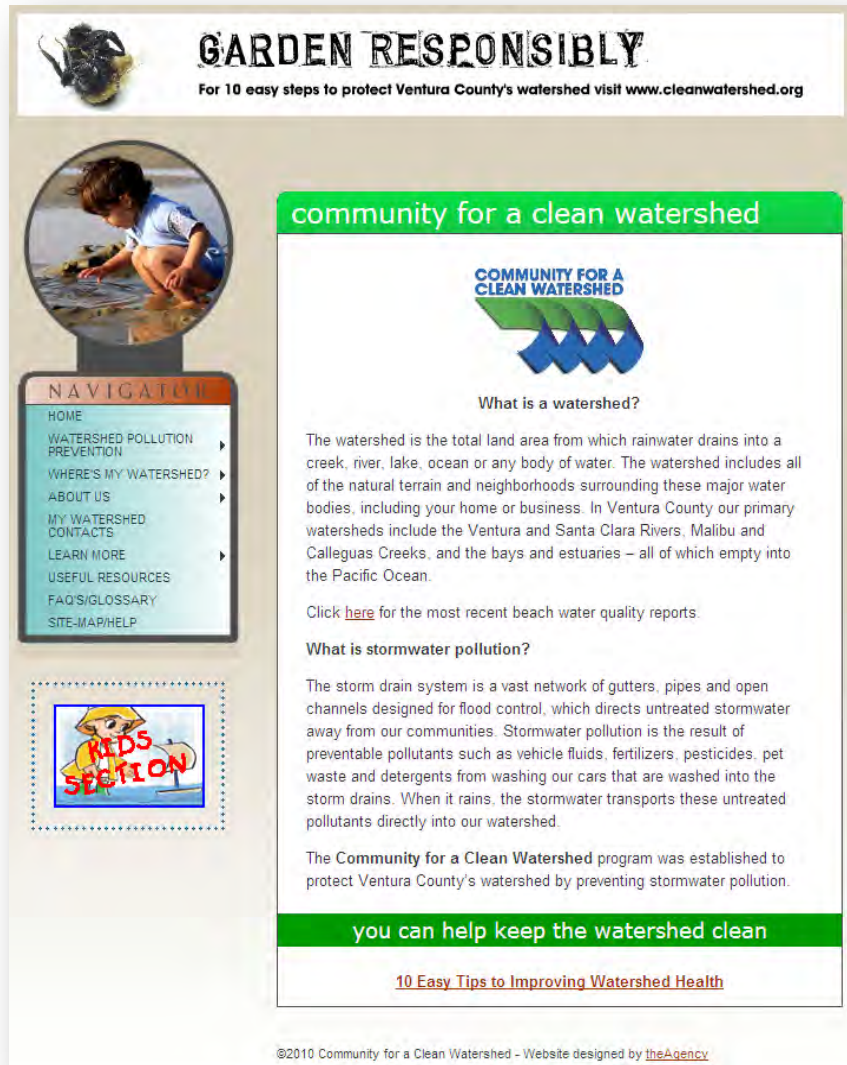 GARDEN RESPONSIBLY
For 10 easy steps to protect Ventura County's watershed visit www.cleanwatershed.org
NAVIGATOR
HOME
WATERSHED POLLUTION
PREVENTION
WHERE'S MY WATERSHED?
ABOUT US
MY WATERSHED
CONTACTS
LEARN MORE
USEFUL RESOURCES
FAQ'S/GLOSSARY
SITE-MAP/HELP
KIDS
SECTION
community for a clean watershed
COMMUNITY FOR A
CLEAN WATERSHED
What is a watershed?
The watershed is the total land area from which rainwater drains into a
creek, river, lake, ocean or any body of water. The watershed includes all
of the natural terrain and neighborhoods surrounding these major water
bodies, including your home or business. In Ventura County our primary
watersheds include the Ventura and Santa Clara Rivers, Malibu and
Calleguas Creeks, and the bays and estuaries – all of which empty into
the Pacific Ocean.
Click here for the most recent beach water quality reports.
What is stormwater pollution?
The storm drain system is a vast network of gutters, pipes and open
channels designed for flood control, which directs untreated stormwater
away from our communities. Stormwater pollution is the result of
preventable pollutants such as vehicle fluids, fertilizers, pesticides, pet
waste and detergents from washing our cars that are washed into the
storm drains. When it rains, the stormwater transports these untreated
pollutants directly into our watershed.
The Community for a Clean Watershed program was established to
protect Ventura County's watershed by preventing stormwater pollution.
you can help keep the watershed clean
10 Easy Tips to Improving Watershed Health
©2010 Community for a Clean Watershed - Website designed by theAgency